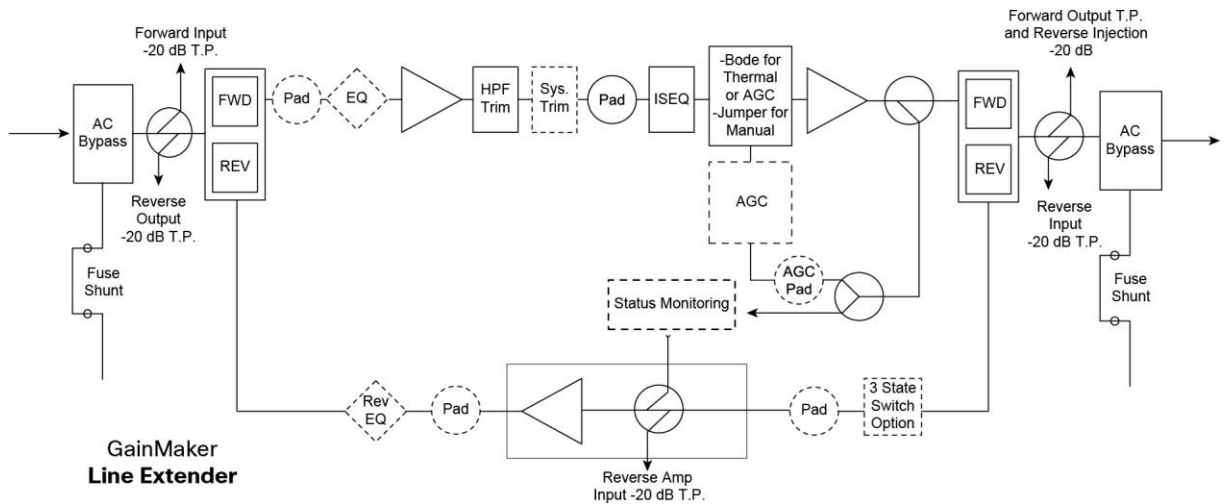 Forward Input
-20 dB T.P.
Forward Output T.P.
and Reverse Injection
-20 dB
AC
Bypass
FWD
REV
Pad
EQ
HPF
Trim
Sys.
Trim
Pad
ISEQ
-Bode for
Thermal
or AGC
-Jumper for
Manual
FWD
REV
AC
Bypass
Reverse
Output
-20 dB T.P.
AGC
Reverse
Input
-20 dB T.P.
Fuse
Shunt
AGC
Pad
Status Monitoring
Fuse
Shunt
Rev
EQ
Pad
Pad
3 State
Switch
Option
Reverse Amp
Input -20 dB T.P.
GainMaker
Line Extender